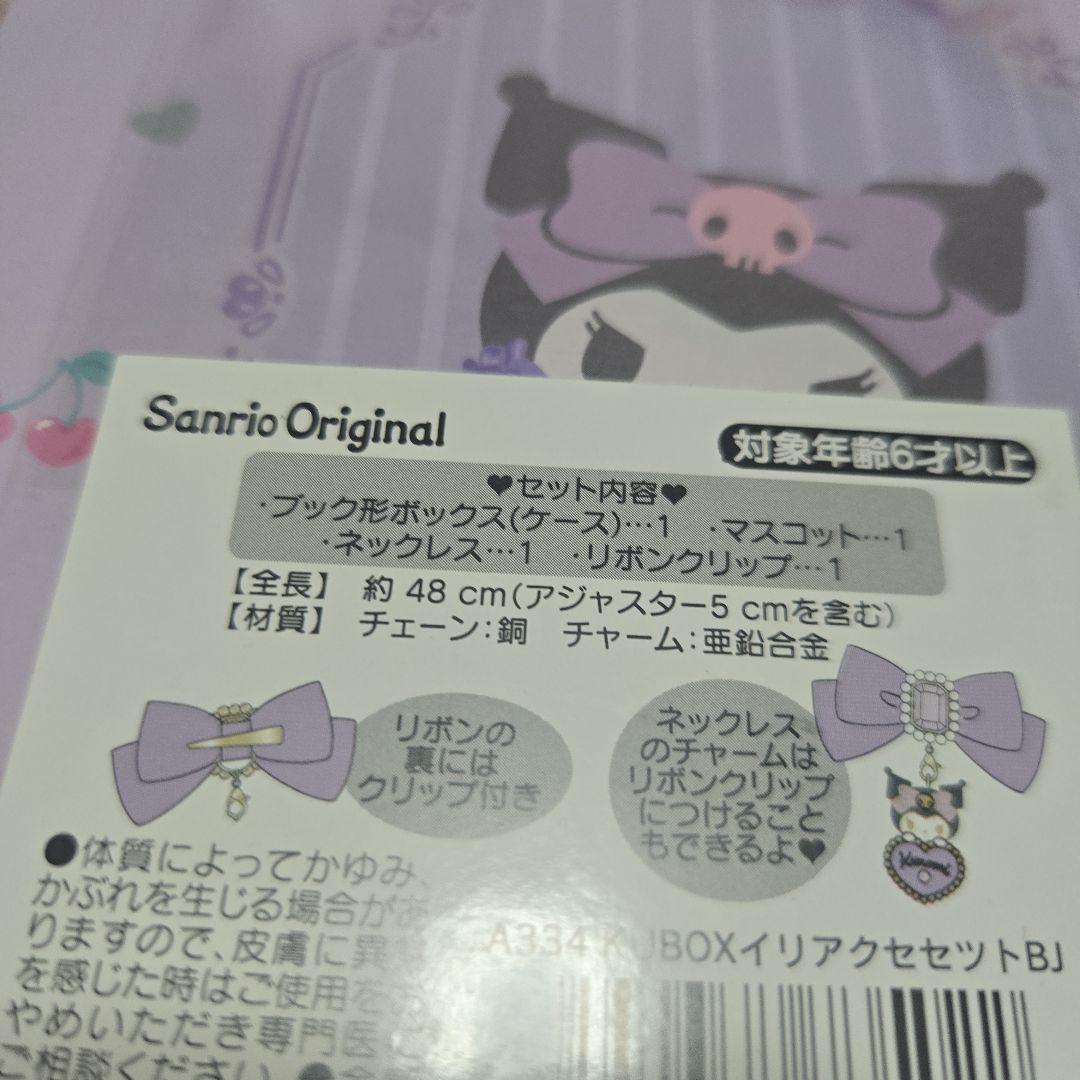 Sanrio Original
対象年齢6才以上
♥セット内容♥
・ブック形ボックス(ケース)…1 ・マスコット…1
・ネックレス…1 ・リボンクリップ…1
【全長】 約 48 cm(アジャスター5 cmを含む)
【材質】 チェーン:銅 チャーム:亜鉛合金
リボンの
裏には
クリップ付き
ネックレス
のチャームは
リボンクリップ
につけること
もできるよ♥
Kuromi
●体質によってかゆみ、
かぶれを生じる場合があ
りますので、皮膚に異
を感じた時はご使用を
やめいただき専門医
ご相談ください
A334 KUBOXイリアクセセツトBJ